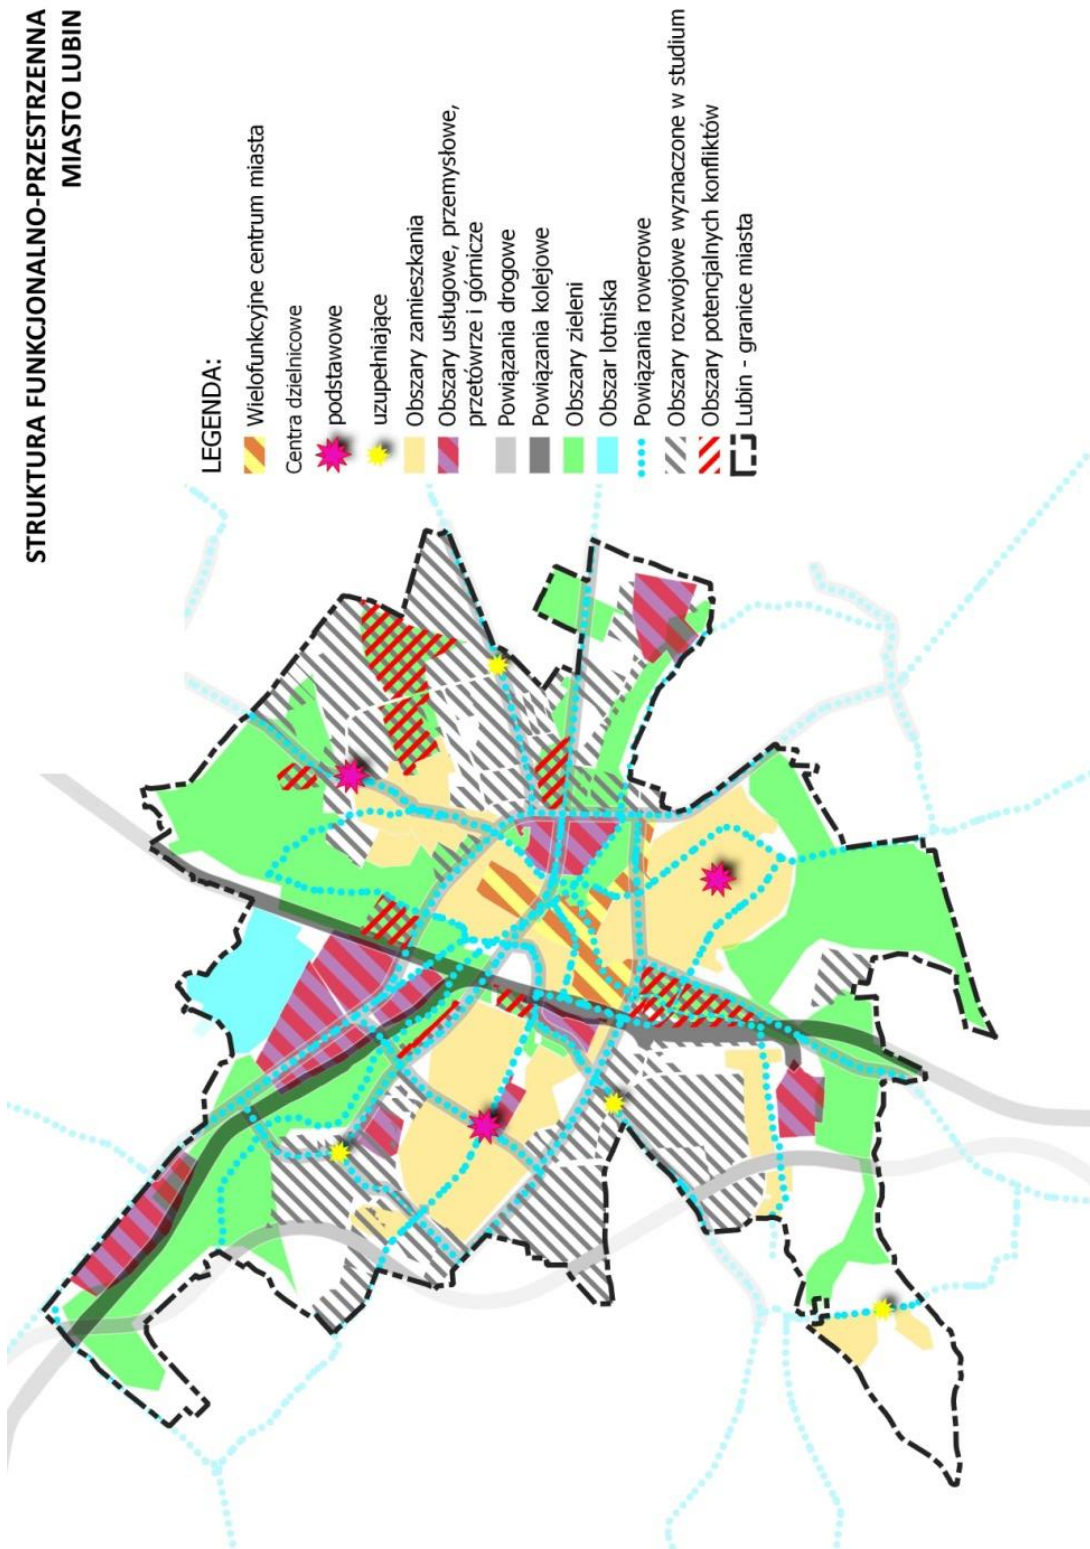 STRUKTURA FUNKCJONALNO-PRZESTRZENNA
MIASTO LUBIN
LEGENDA:
Wielofunkcyjne centrum miasta
Centra dzielnicowe
podstawowe
uzupełniające
Obszary zamieszkania
Obszary usługowe, przemysłowe,
przetówrze i górnicze
Powiązania drogowe
Powiązania kolejowe
Obszary zieleni
Obszar lotniska
Powiązania rowerowe
Obszary rozwojowe wyznaczone w studium
Obszary potencjalnych konfliktów
Lubin - granice miasta